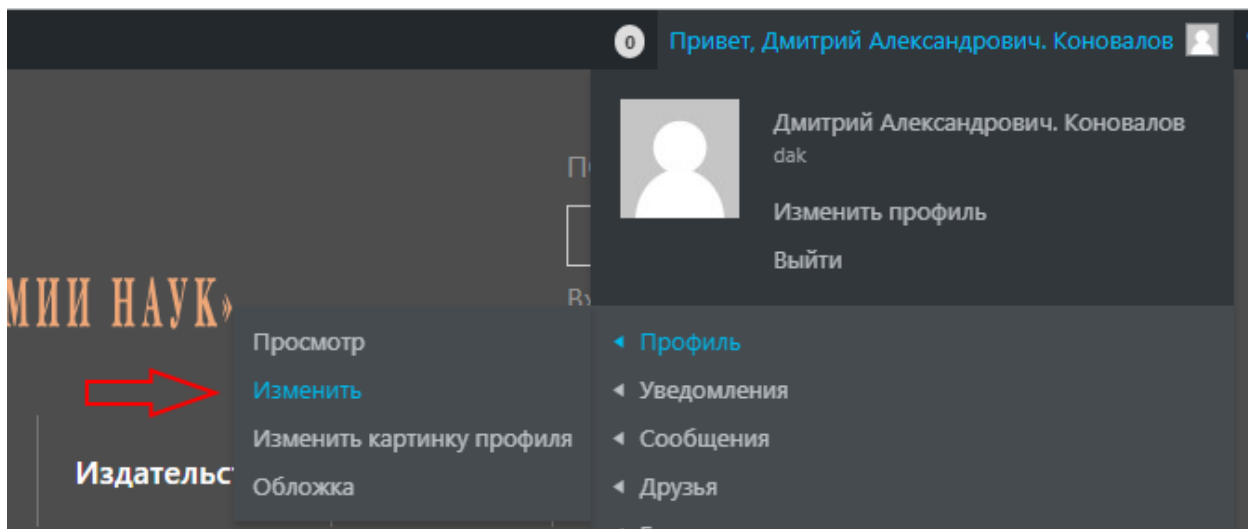 0 Привет, Дмитрий Александрович. Коновалов
Дмитрий Александрович. Коновалов
dak
Изменить профиль
Выйти
НАУК»
Просмотр
Изменить
Изменить картинку профиля
Обложка
Профиль
Уведомления
Сообщения
Друзья